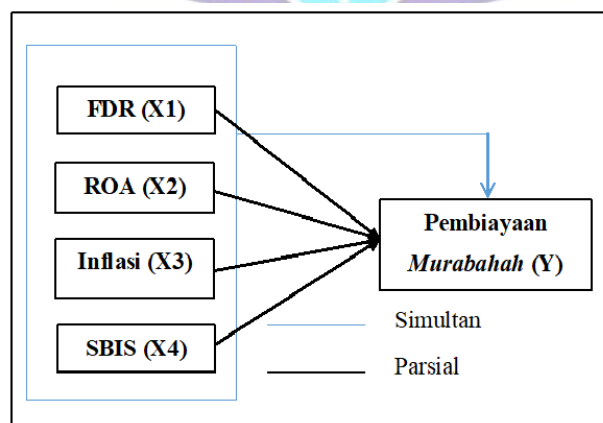 FDR (X1)
ROA (X2)
Inflasi (X3)
SBIS (X4)
Pembiayaan
Murabahah (Y)
Simultan
Parsial